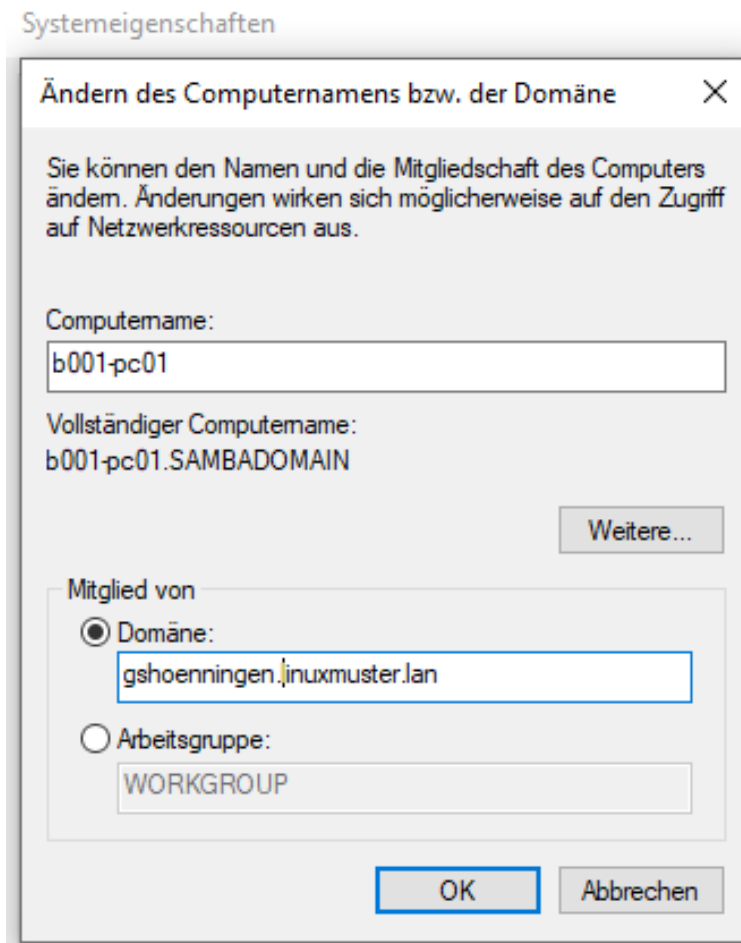 Systemeigenschaften
Ändern des Computernamens bzw. der Domäne
Sie können den Namen und die Mitgliedschaft des Computers
ändern. Änderungen wirken sich möglicherweise auf den Zugriff
auf Netzwerkressourcen aus.
Computername:
b001-pc01
Vollständiger Computername:
b001-pc01.SAMBADOMAIN
Weitere...
Mitglied von
Domäne:
gshoenningen.linuxmuster.lan
Arbeitsgruppe:
WORKGROUP
OK
Abbrechen